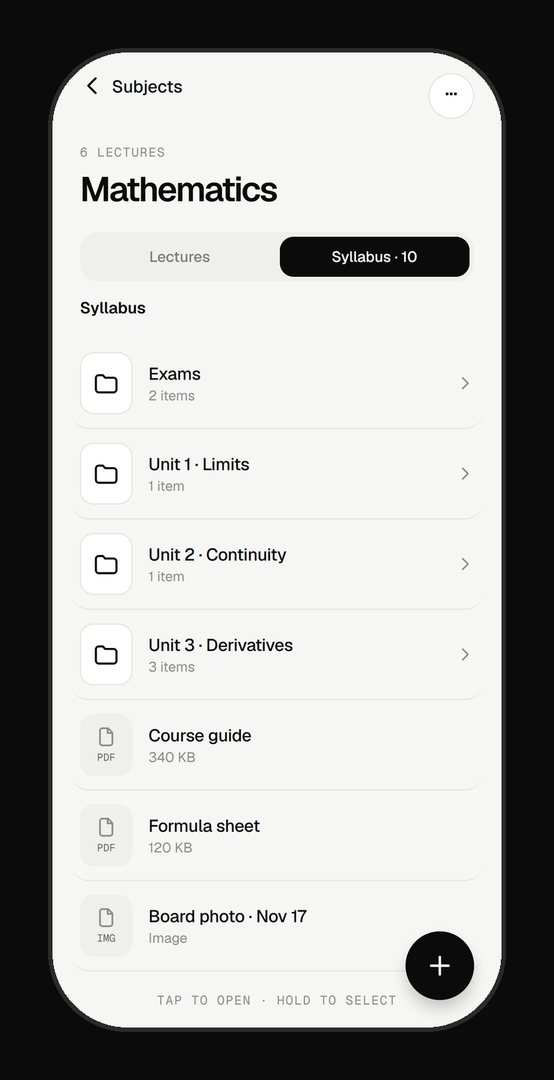 Subjects
6 LECTURES
Mathematics
Lectures
Syllabus · 10
Syllabus
Exams
2 items
Unit 1 · Limits
1 item
Unit 2 · Continuity
1 item
Unit 3 · Derivatives
3 items
Course guide
PDF
340 KB
Formula sheet
PDF
120 KB
Board photo · Nov 17
IMG
Image
TAP TO OPEN · HOLD TO SELECT